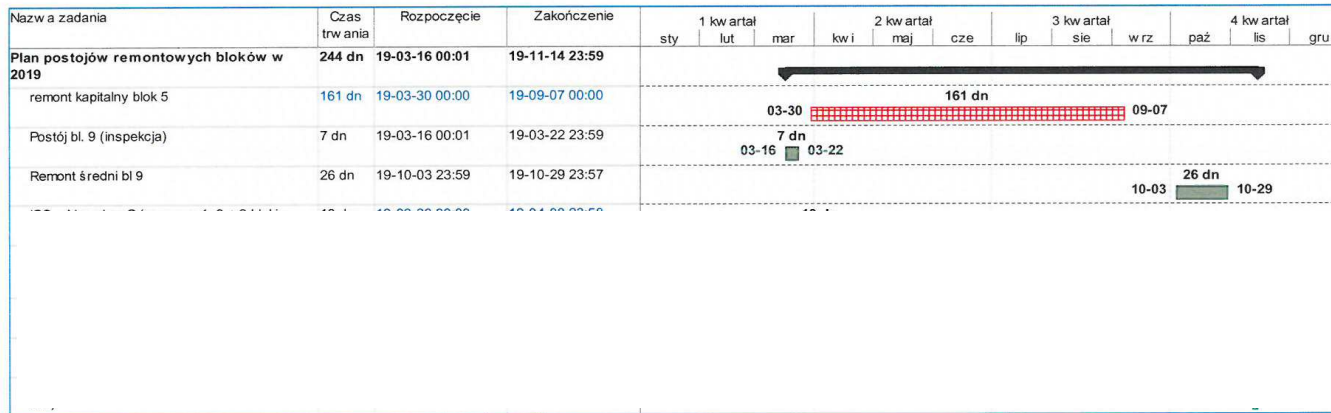 Nazwa zadania Czas trwania Rozpoczęcie Zakończenie 1 kwartał 2 kwartał 3 kwartał 4 kwartał
sty lut mar kwi maj cze lip sie wrz paź lis gru
Plan postojów remontowych bloków w 2019 244 dn 19-03-16 00:01 19-11-14 23:59
remont kapitalny blok 5 161 dn 19-03-30 00:00 19-09-07 00:00 161 dn
03-30 09-07
Postój bl. 9 (inspekcja) 7 dn 19-03-16 00:01 19-03-22 23:59 7 dn
03-16 03-22
Remont średni bl 9 26 dn 19-10-03 23:59 19-10-29 23:57 26 dn
10-03 10-29